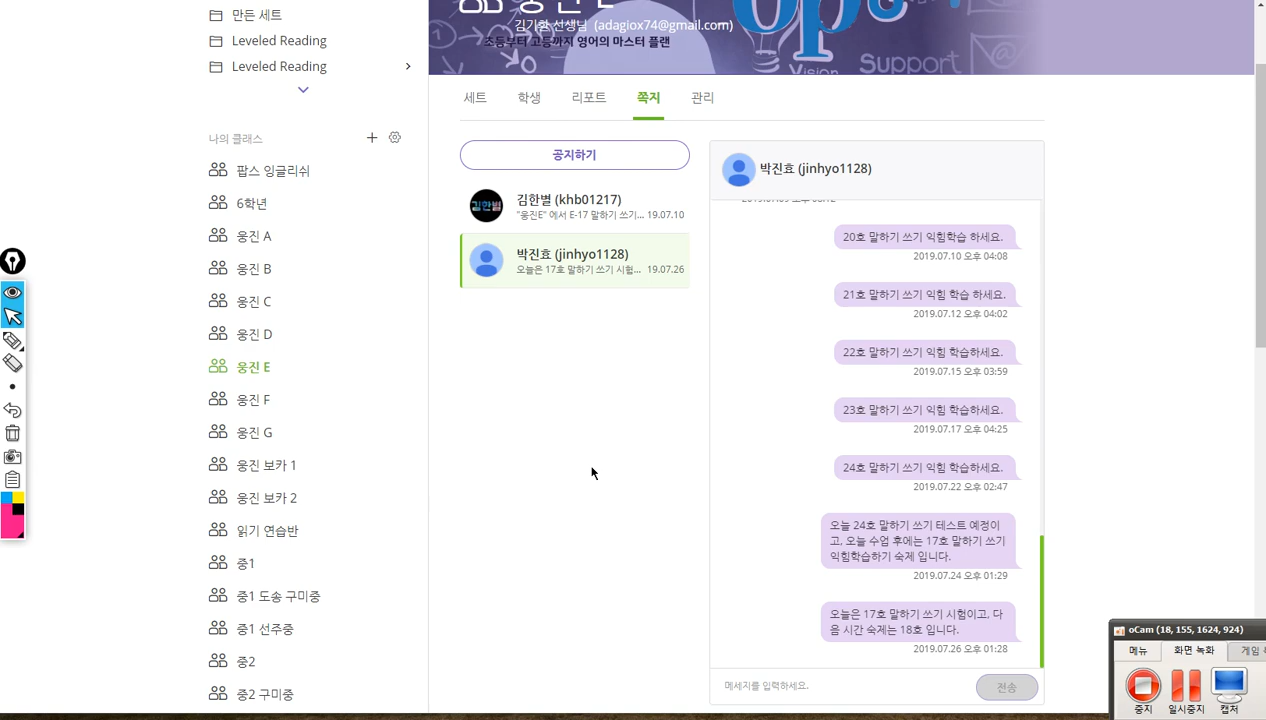 만든 세트
Leveled Reading
Leveled Reading
나의 클래스
팝스 잉글리쉬
6학년
웅진 A
웅진 B
웅진 C
웅진 D
웅진 E
웅진 F
웅진 G
웅진 보카 1
웅진 보카 2
읽기 연습반
중1
중1 도송 구미중
중1 선주중
중2
중2 구미중
웅진 E
김기환 선생님 (adagiox74@gmail.com)
초등부터 고등까지 영어의 마스터 플랜
op
Vision
Support
세트 학생 리포트 쪽지 관리
공지하기
김한별
김한별 (khb01217)
"웅진E" 에서 E-17 말하기 쓰기... 19.07.10
박진효 (jinhyo1128)
오늘은 17호 말하기 쓰기 시험... 19.07.26
박진효 (jinhyo1128)
20호 말하기 쓰기 익힘학습 하세요.
2019.07.10 오후 04:08
21호 말하기 쓰기 익힘 학습 하세요.
2019.07.12 오후 04:02
22호 말하기 쓰기 익힘 학습하세요.
2019.07.15 오후 03:59
23호 말하기 쓰기 익힘 학습하세요.
2019.07.17 오후 04:25
24호 말하기 쓰기 익힘 학습하세요.
2019.07.22 오후 02:47
오늘 24호 말하기 쓰기 테스트 예정이
고, 오늘 수업 후에는 17호 말하기 쓰기
익힘학습하기 숙제 입니다.
2019.07.24 오후 01:29
오늘은 17호 말하기 쓰기 시험이고, 다
음 시간 숙제는 18호 입니다.
2019.07.26 오후 01:28
메세지를 입력하세요.
전송
oCam (18, 155, 1624, 924)
메뉴 화면 녹화 게임
중지 일시중지 캡처